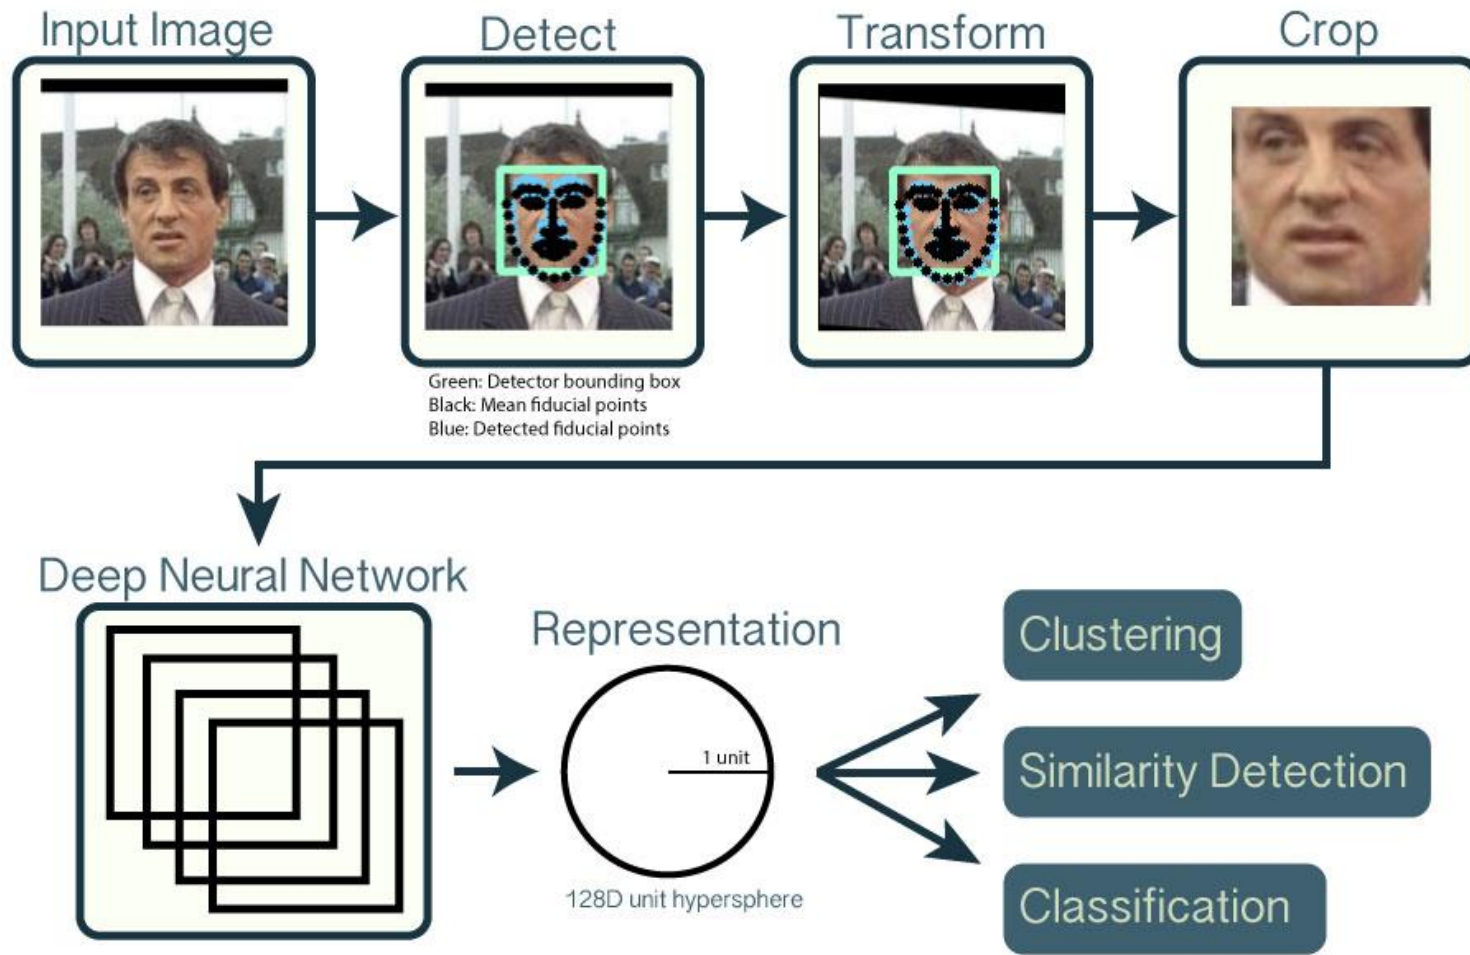 Input Image
Detect
Transform
Crop
Green: Detector bounding box
Black: Mean fiducial points
Blue: Detected fiducial points
Deep Neural Network
Representation
1 unit
128D unit hypersphere
Clustering
Similarity Detection
Classification